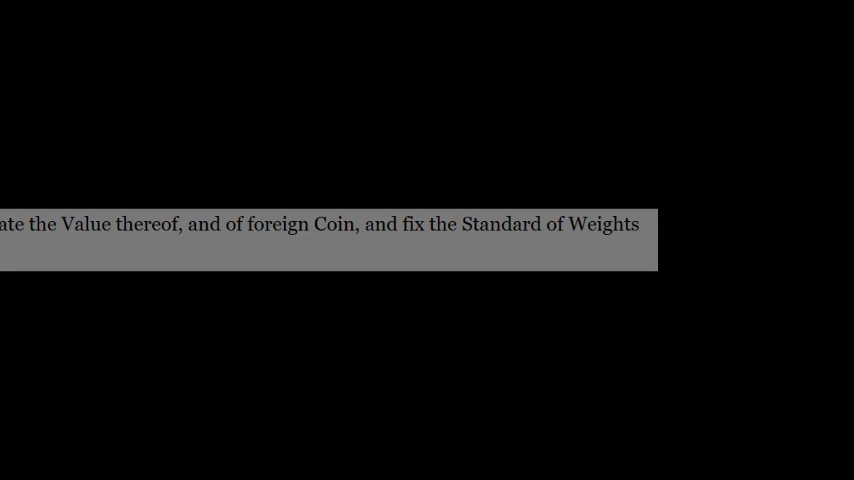 ate the Value thereof, and of foreign Coin, and fix the Standard of Weights